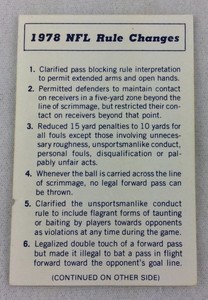 1978 NFL Rule Changes
1. Clarified pass blocking rule interpretation
to permit extended arms and open hands.
2. Permitted defenders to maintain contact
on receivers in a five-yard zone beyond the
line of scrimmage, but restricted their con-
tact on receivers beyond that point.
3. Reduced 15 yard penalties to 10 yards for
all fouls except those involving unneces-
sary roughness, unsportsmanlike conduct,
personal fouls, disqualification or pal-
pably unfair acts.
4. Whenever the ball is carried across the line
of scrimmage, no legal forward pass can
be thrown.
5. Clarified the unsportsmanlike conduct
rule to include flagrant forms of taunting
or baiting by players towards opponents
as violations at any time during the game.
6. Legalized double touch of a forward pass
but made it illegal to bat a pass in flight
forward toward the opponent's goal line.
(CONTINUED ON OTHER SIDE)